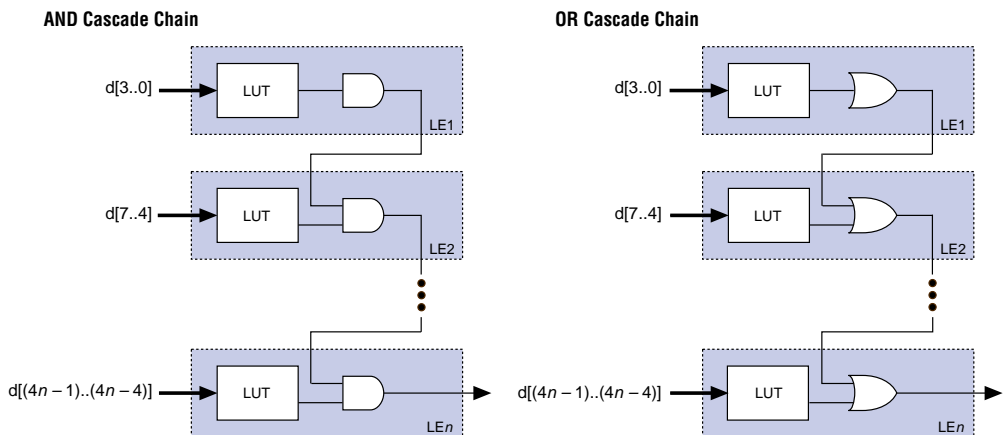 AND Cascade Chain
d[3..0]
LUT
LE1
d[7..4]
LUT
LE2
d[(4n – 1)..(4n – 4)]
LUT
LEn
OR Cascade Chain
d[3..0]
LUT
LE1
d[7..4]
LUT
LE2
d[(4n – 1)..(4n – 4)]
LUT
LEn